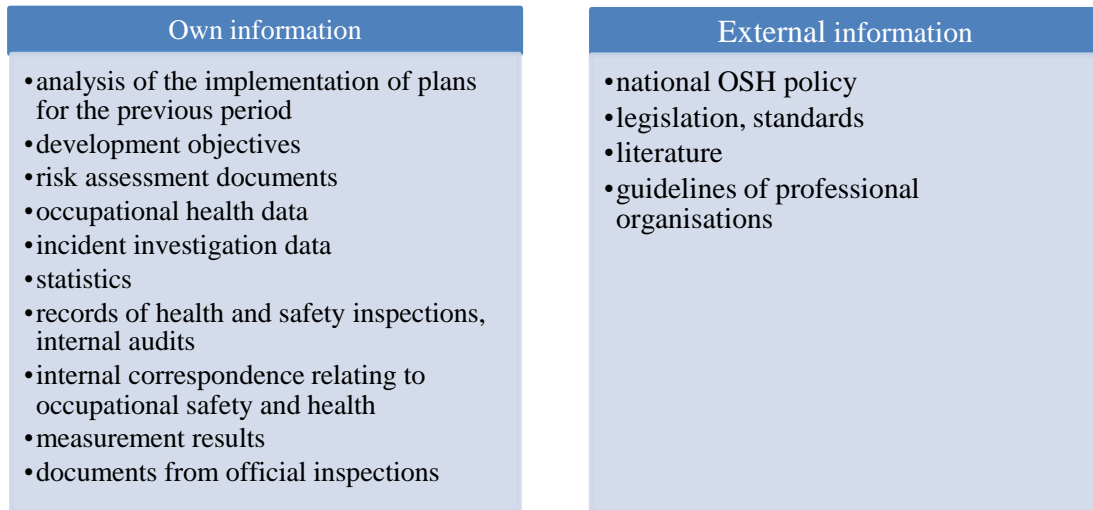 Own information
•analysis of the implementation of plans
for the previous period
•development objectives
•risk assessment documents
•occupational health data
•incident investigation data
•statistics
•records of health and safety inspections,
internal audits
•internal correspondence relating to
occupational safety and health
•measurement results
•documents from official inspections
External information
•national OSH policy
•legislation, standards
•literature
•guidelines of professional
organisations